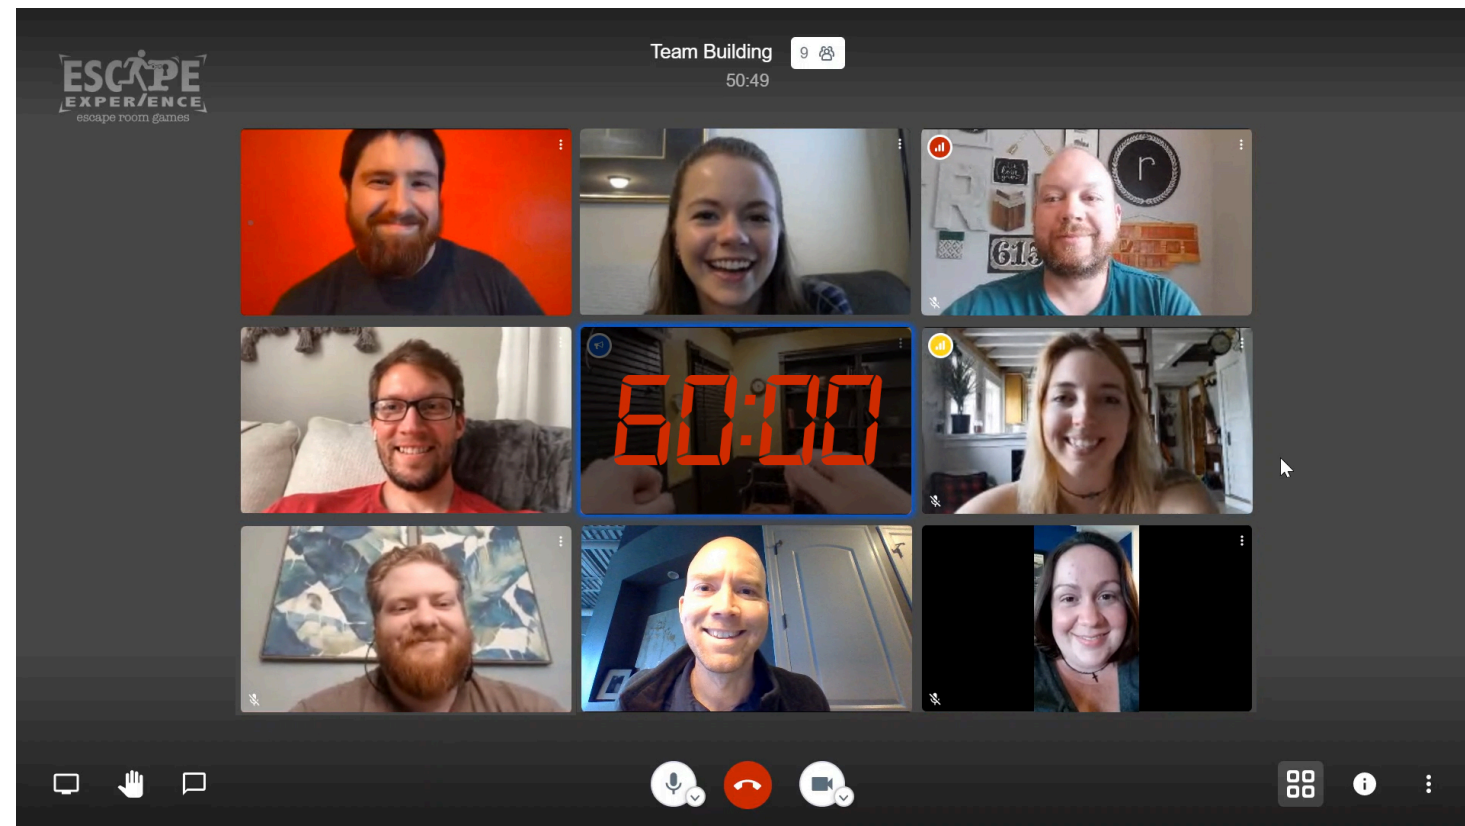 Team Building 9
50:49
ESCAPE
EXPERIENCE
escape room games
R
r
615
60:00